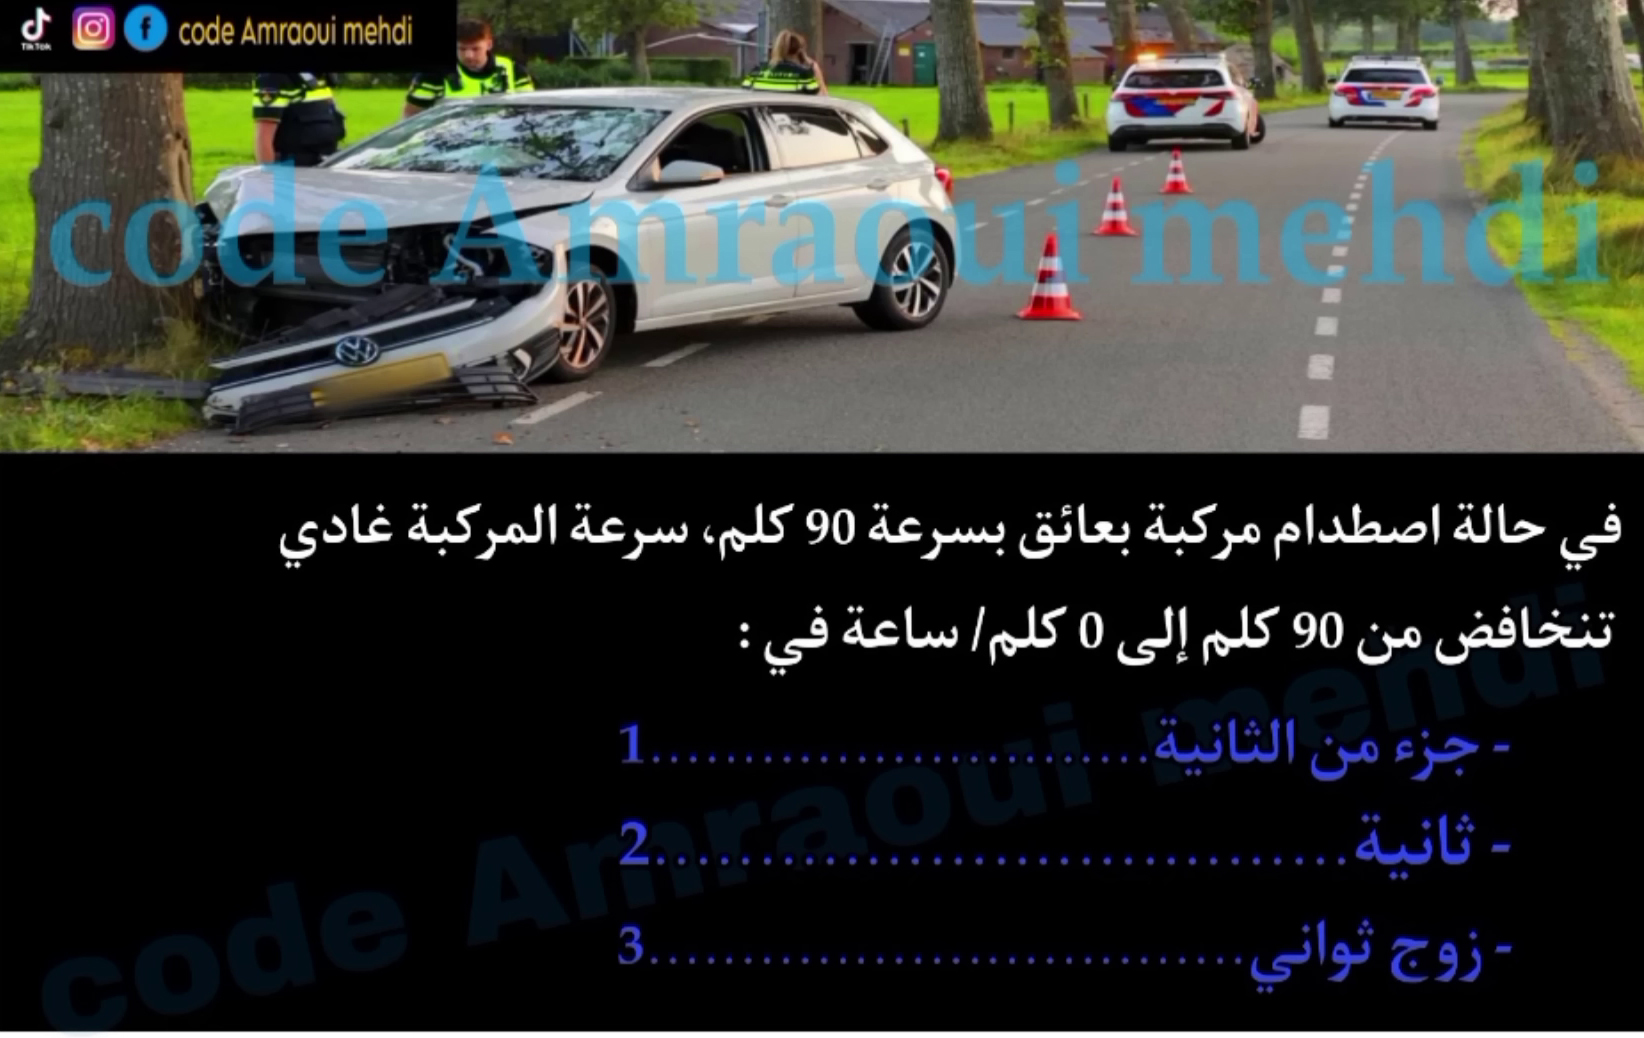 TikTok
code Amraoui mehdi
code Amraoui mehdi
في حالة اصطدام مركبة بعائق بسرعة 90 كلم، سرعة المركبة غادي
تنخافض من 90 كلم إلى 0 كلم/ ساعة في :
- جزء من الثانية..........................1
- ثانية.................................2
- زوج ثواني............................3
code Amraoui mehdi